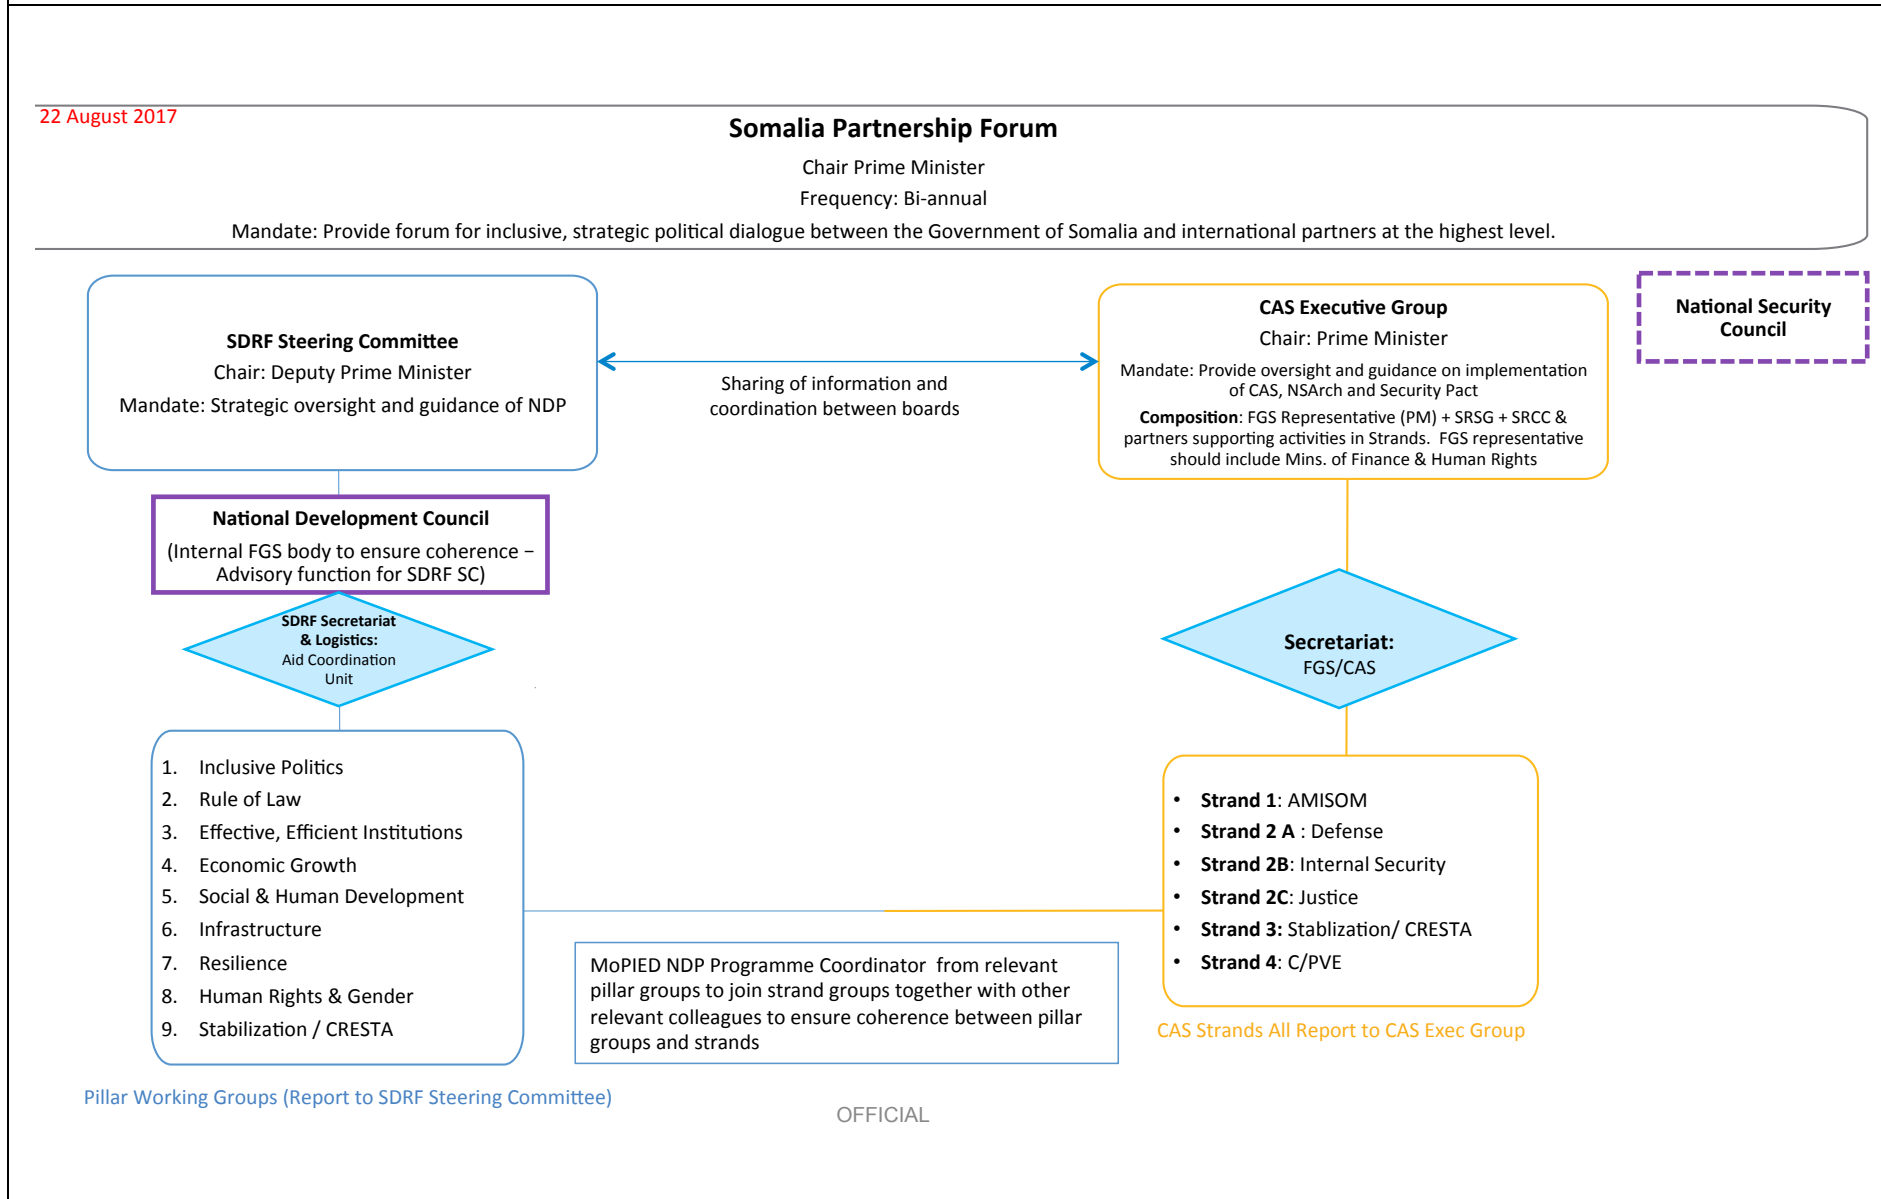 22 August 2017
Somalia Partnership Forum
Chair Prime Minister
Frequency: Bi-annual
Mandate: Provide forum for inclusive, strategic political dialogue between the Government of Somalia and international partners at the highest level.
SDRF Steering Committee
Chair: Deputy Prime Minister
Mandate: Strategic oversight and guidance of NDP
Sharing of information and
coordination between boards
CAS Executive Group
Chair: Prime Minister
Mandate: Provide oversight and guidance on implementation
of CAS, NSArch and Security Pact
Composition: FGS Representative (PM) + SRSG + SRCC &
partners supporting activities in Strands.  FGS representative
should include Mins. of Finance & Human Rights
National Security
Council
National Development Council
(Internal FGS body to ensure coherence –
Advisory function for SDRF SC)
SDRF Secretariat
& Logistics:
Aid Coordination
Unit
Secretariat:
FGS/CAS
1. Inclusive Politics
2. Rule of Law
3. Effective, Efficient Institutions
4. Economic Growth
5. Social & Human Development
6. Infrastructure
7. Resilience
8. Human Rights & Gender
9. Stabilization / CRESTA
Pillar Working Groups (Report to SDRF Steering Committee)
MoPIED NDP Programme Coordinator  from relevant
pillar groups to join strand groups together with other
relevant colleagues to ensure coherence between pillar
groups and strands
• Strand 1: AMISOM
• Strand 2 A : Defense
• Strand 2B: Internal Security
• Strand 2C: Justice
• Strand 3: Stablization/ CRESTA
• Strand 4: C/PVE
CAS Strands All Report to CAS Exec Group
OFFICIAL